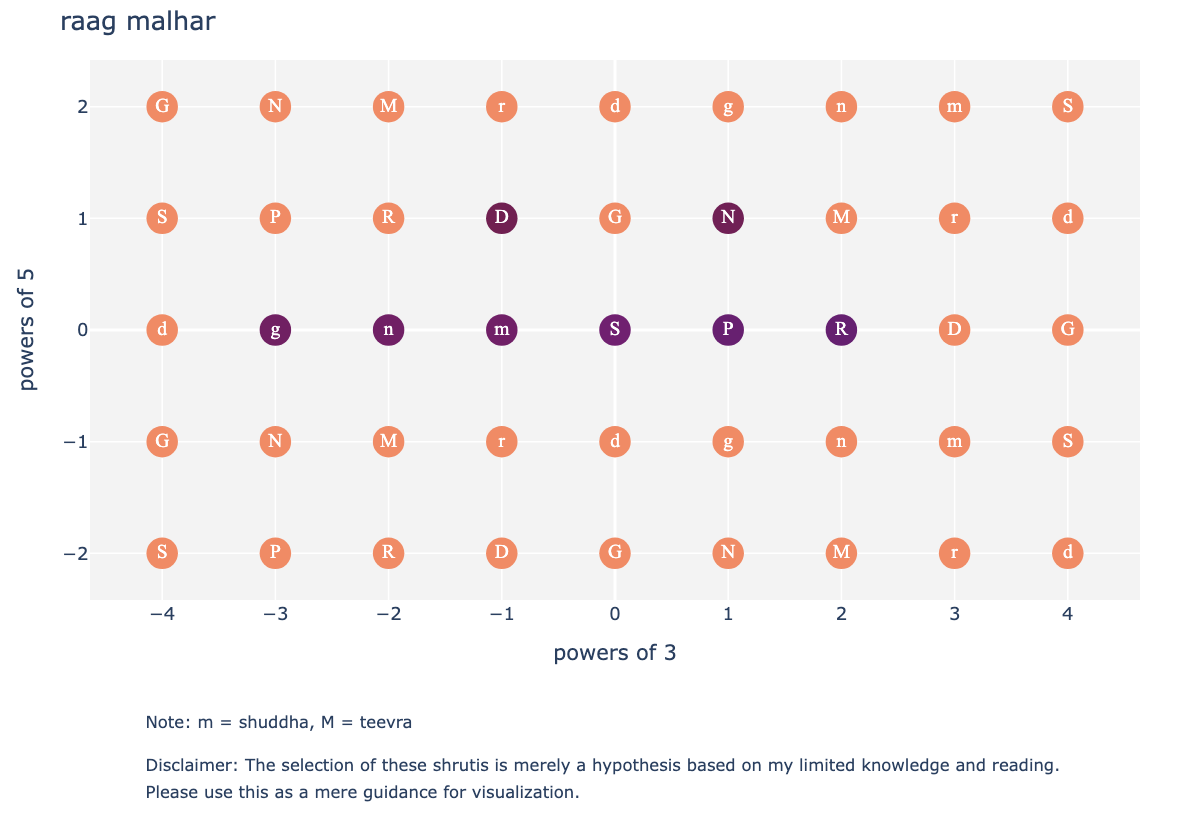 raag malhar
2 G N M r d g n m S
1 S P R D G N M r d
0 d g n m S P R D G
−1 G N M r d g n m S
−2 S P R D G N M r d
powers of 5
−4 −3 −2 −1 0 1 2 3 4
powers of 3
Note: m = shuddha, M = teevra
Disclaimer: The selection of these shrutis is merely a hypothesis based on my limited knowledge and reading.
Please use this as a mere guidance for visualization.